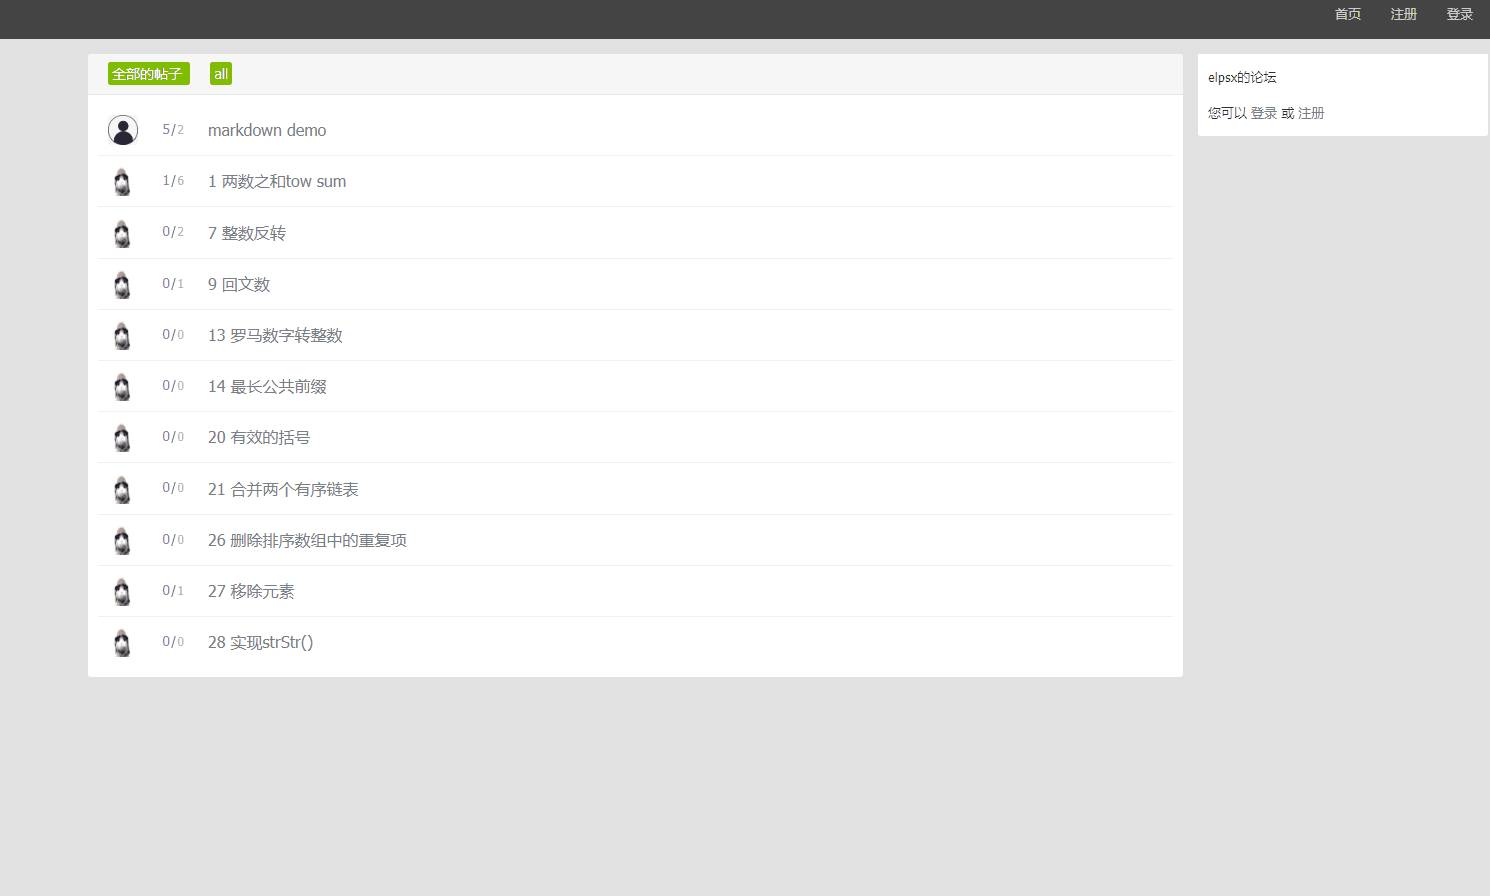 首页 注册 登录
全部的帖子 all
elpsx的论坛
您可以 登录 或 注册
5/2 markdown demo
1/6 1 两数之和tow sum
0/2 7 整数反转
0/1 9 回文数
0/0 13 罗马数字转整数
0/0 14 最长公共前缀
0/0 20 有效的括号
0/0 21 合并两个有序链表
0/0 26 删除排序数组中的重复项
0/1 27 移除元素
0/0 28 实现strStr()